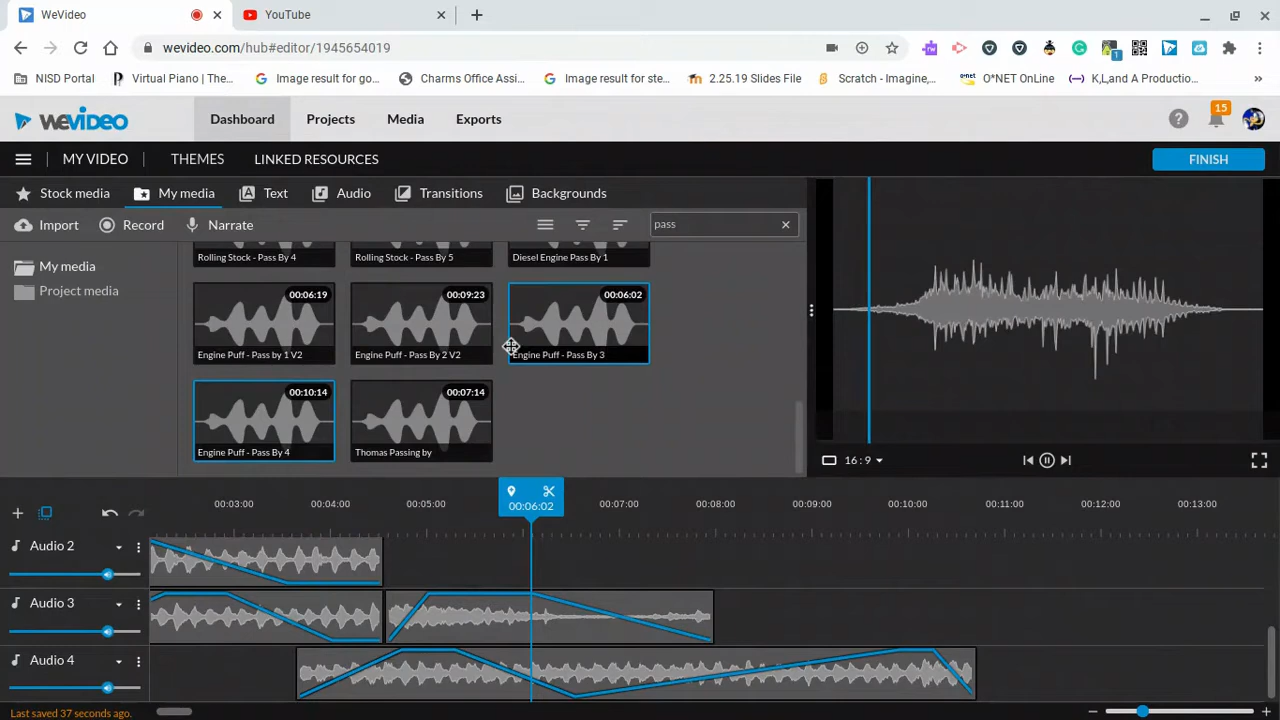 WeVideo
YouTube
wevideo.com/hub#editor/1945654019
NISD Portal
Virtual Piano | The...
Image result for go...
Charms Office Assi...
Image result for ste...
2.25.19 Slides File
Scratch - Imagine,...
O*NET OnLine
K,L,and A Productio...
»
wevideo
Dashboard
Projects
Media
Exports
15
MY VIDEO
THEMES
LINKED RESOURCES
FINISH
Stock media
My media
Text
Audio
Transitions
Backgrounds
Import
Record
Narrate
pass
My media
Project media
Rolling Stock - Pass By 4
Rolling Stock - Pass By 5
Diesel Engine Pass By 1
00:06:19
00:09:23
00:06:02
Engine Puff - Pass by 1 V2
Engine Puff - Pass By 2 V2
Engine Puff - Pass By 3
00:10:14
00:07:14
Engine Puff - Pass By 4
Thomas Passing by
16:9
00:03:00
00:04:00
00:05:00
00:06:02
00:07:00
00:08:00
00:09:00
00:10:00
00:11:00
00:12:00
00:13:00
Audio 2
Audio 3
Audio 4
Last saved 37 seconds ago.